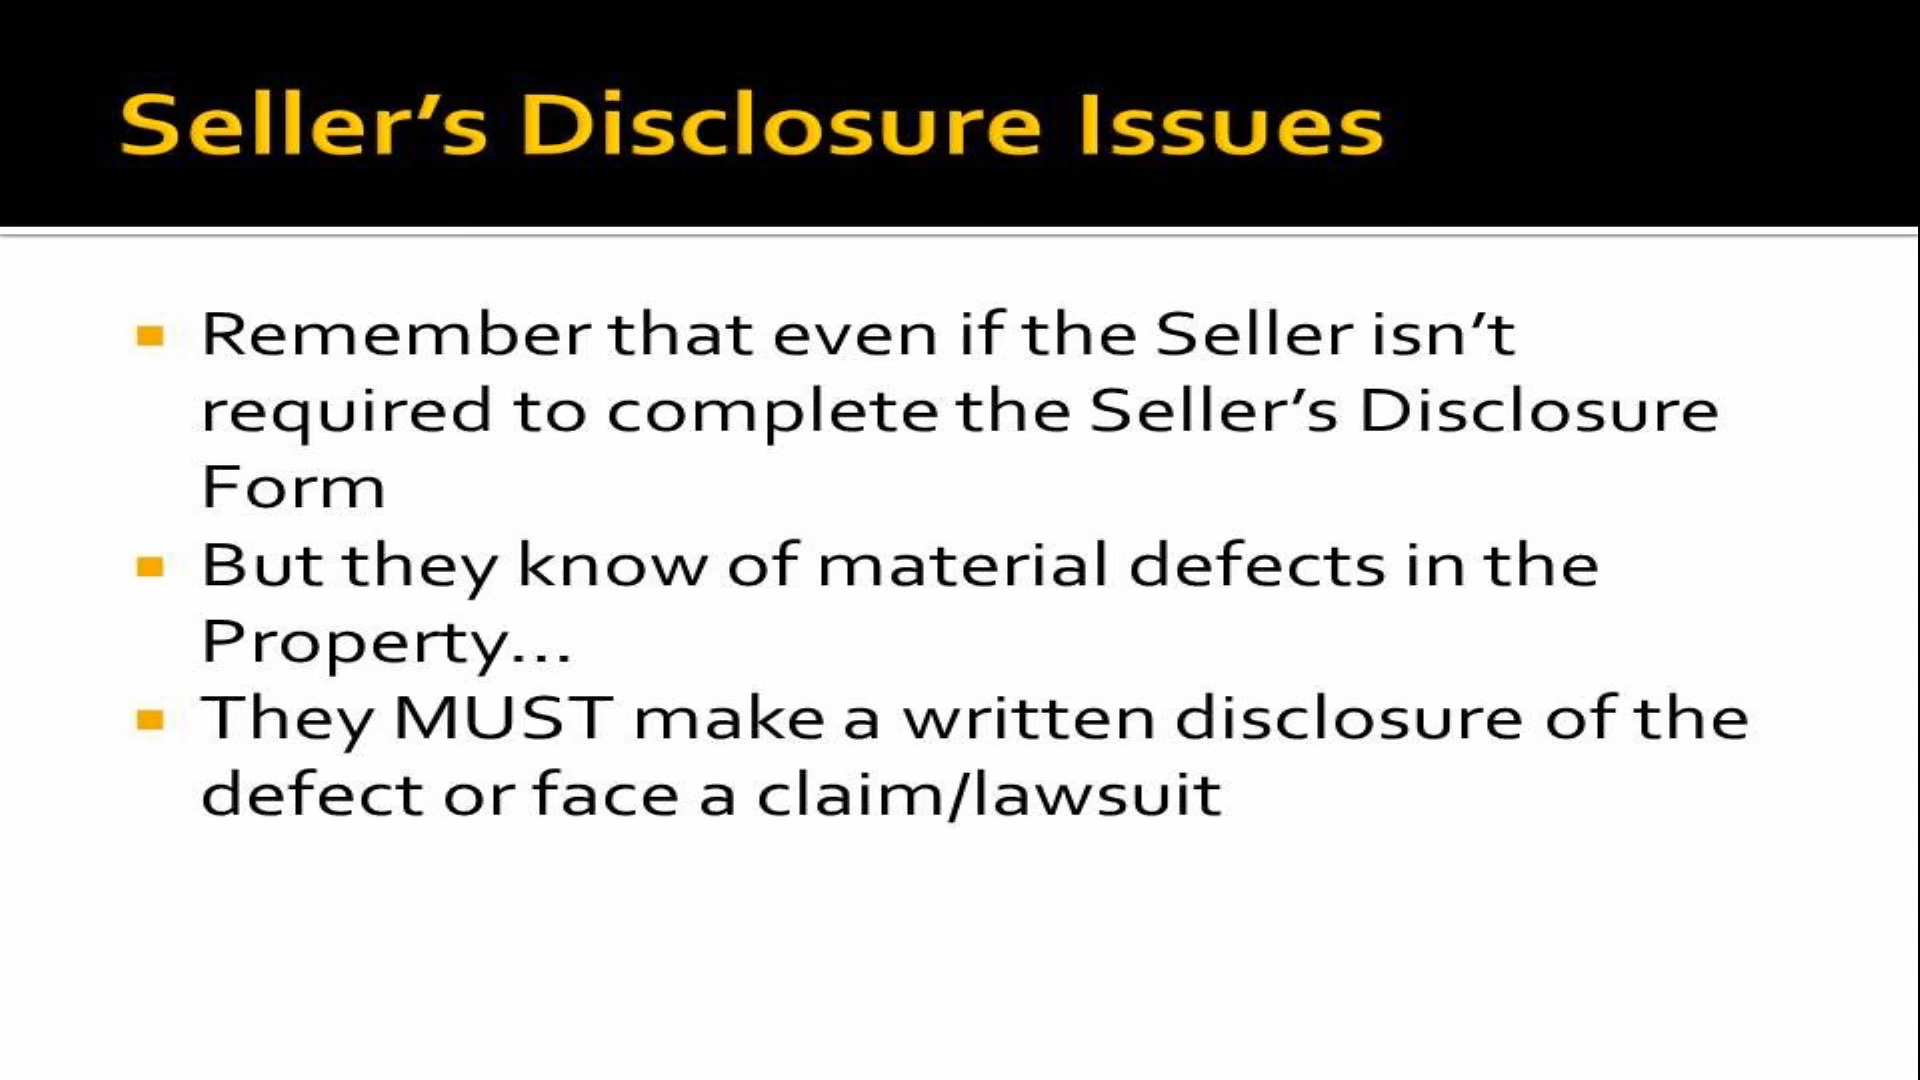 Seller’s Disclosure Issues
Remember that even if the Seller isn’t
required to complete the Seller’s Disclosure
Form
But they know of material defects in the
Property…
They MUST make a written disclosure of the
defect or face a claim/lawsuit